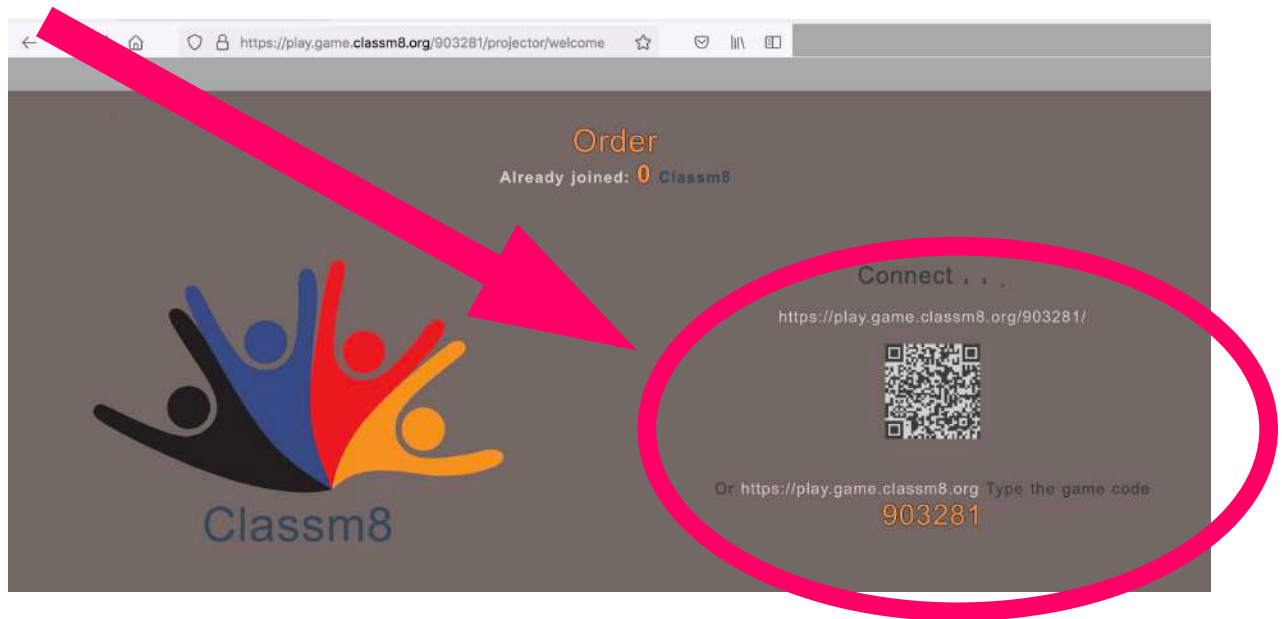 https://play.game.classm8.org/903281/projector/welcome
Order
Already joined: 0 Classm8
Connect . . .
https://play.game.classm8.org/903281/
Or https://play.game.classm8.org Type the game code
903281
Classm8